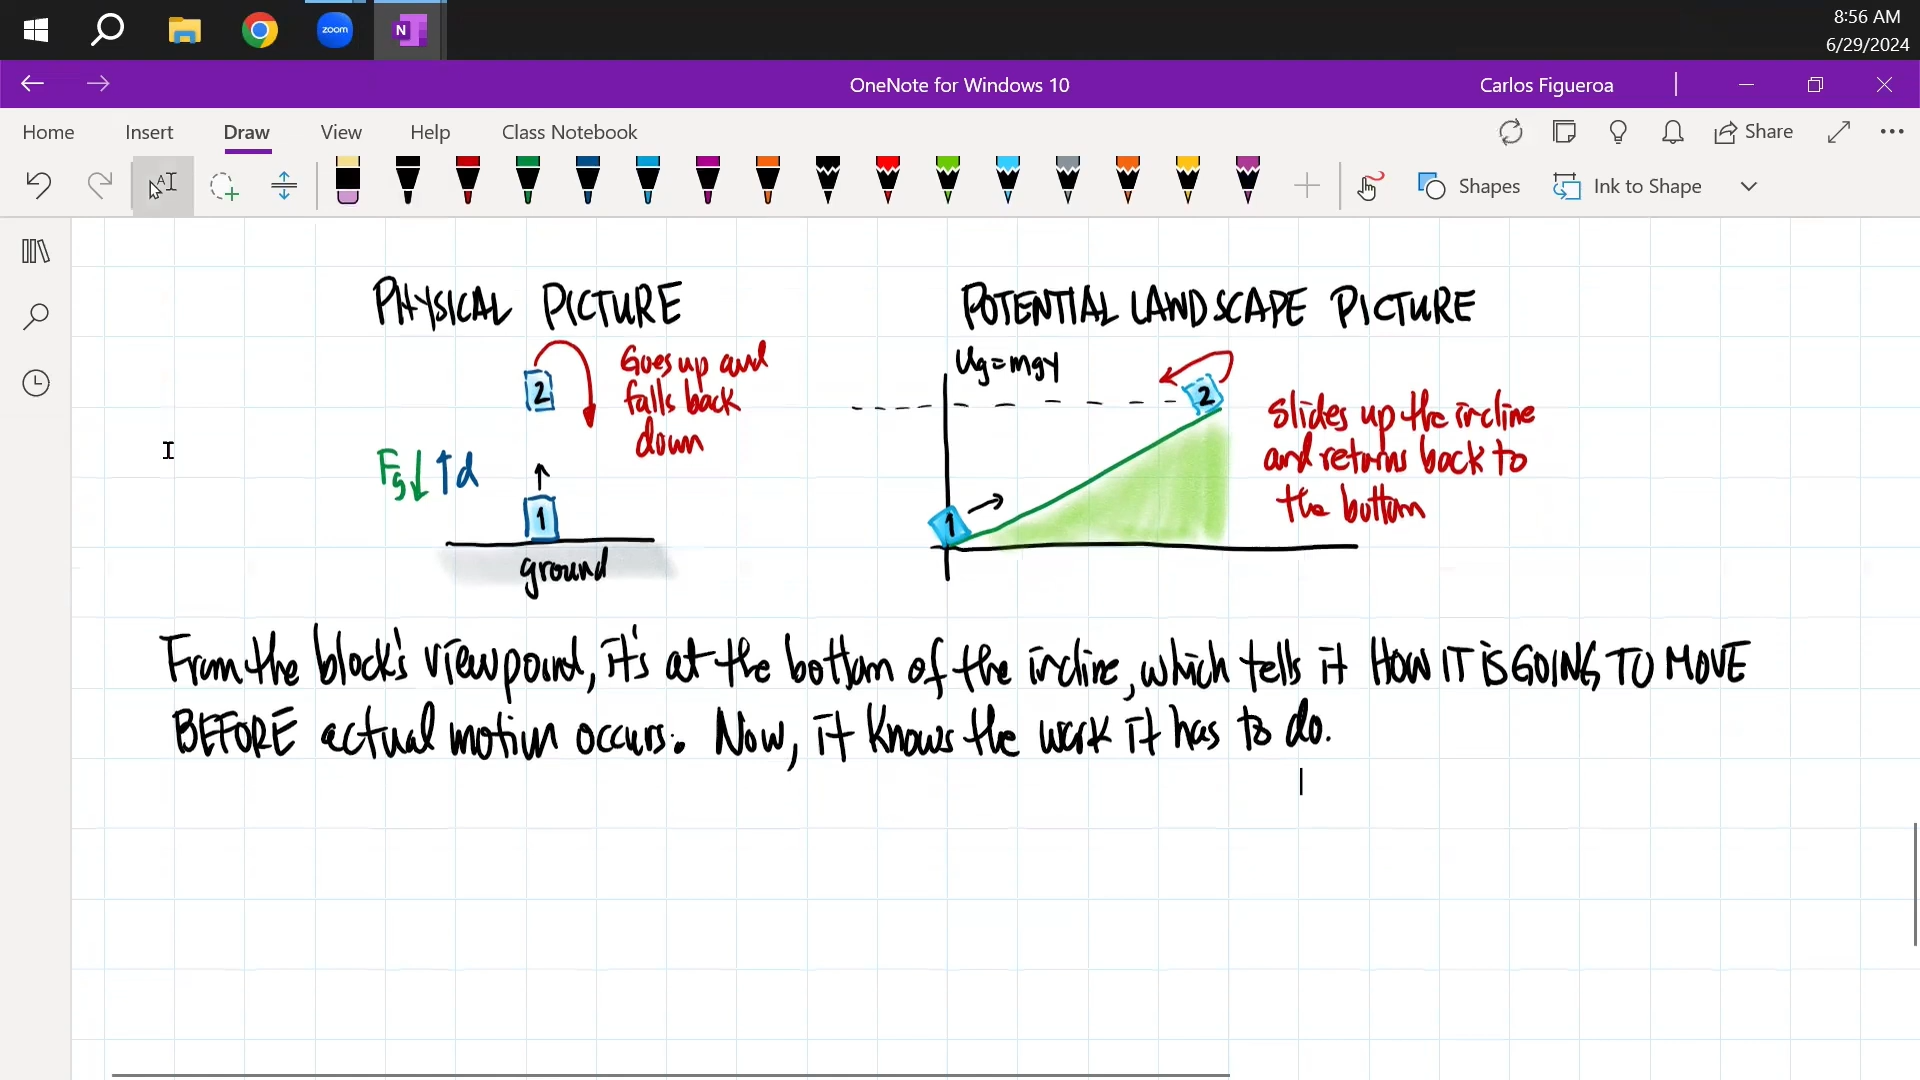 8:56 AM
zoom
N
6/29/2024
OneNote for Windows 10
Carlos Figueroa
Home Insert Draw View Help Class Notebook
Share
Shapes
Ink to Shape
PHYSICAL PICTURE
2
Goes up and
falls back
down
Fg↓ ↑d
1
ground
POTENTIAL LANDSCAPE PICTURE
Ug=mgy
2
1
Slides up the incline
and returns back to
the bottom
From the block's viewpoint, it's at the bottom of the incline, which tells it HOW IT IS GOING TO MOVE
BEFORE actual motion occurs. Now, it knows the work it has to do.